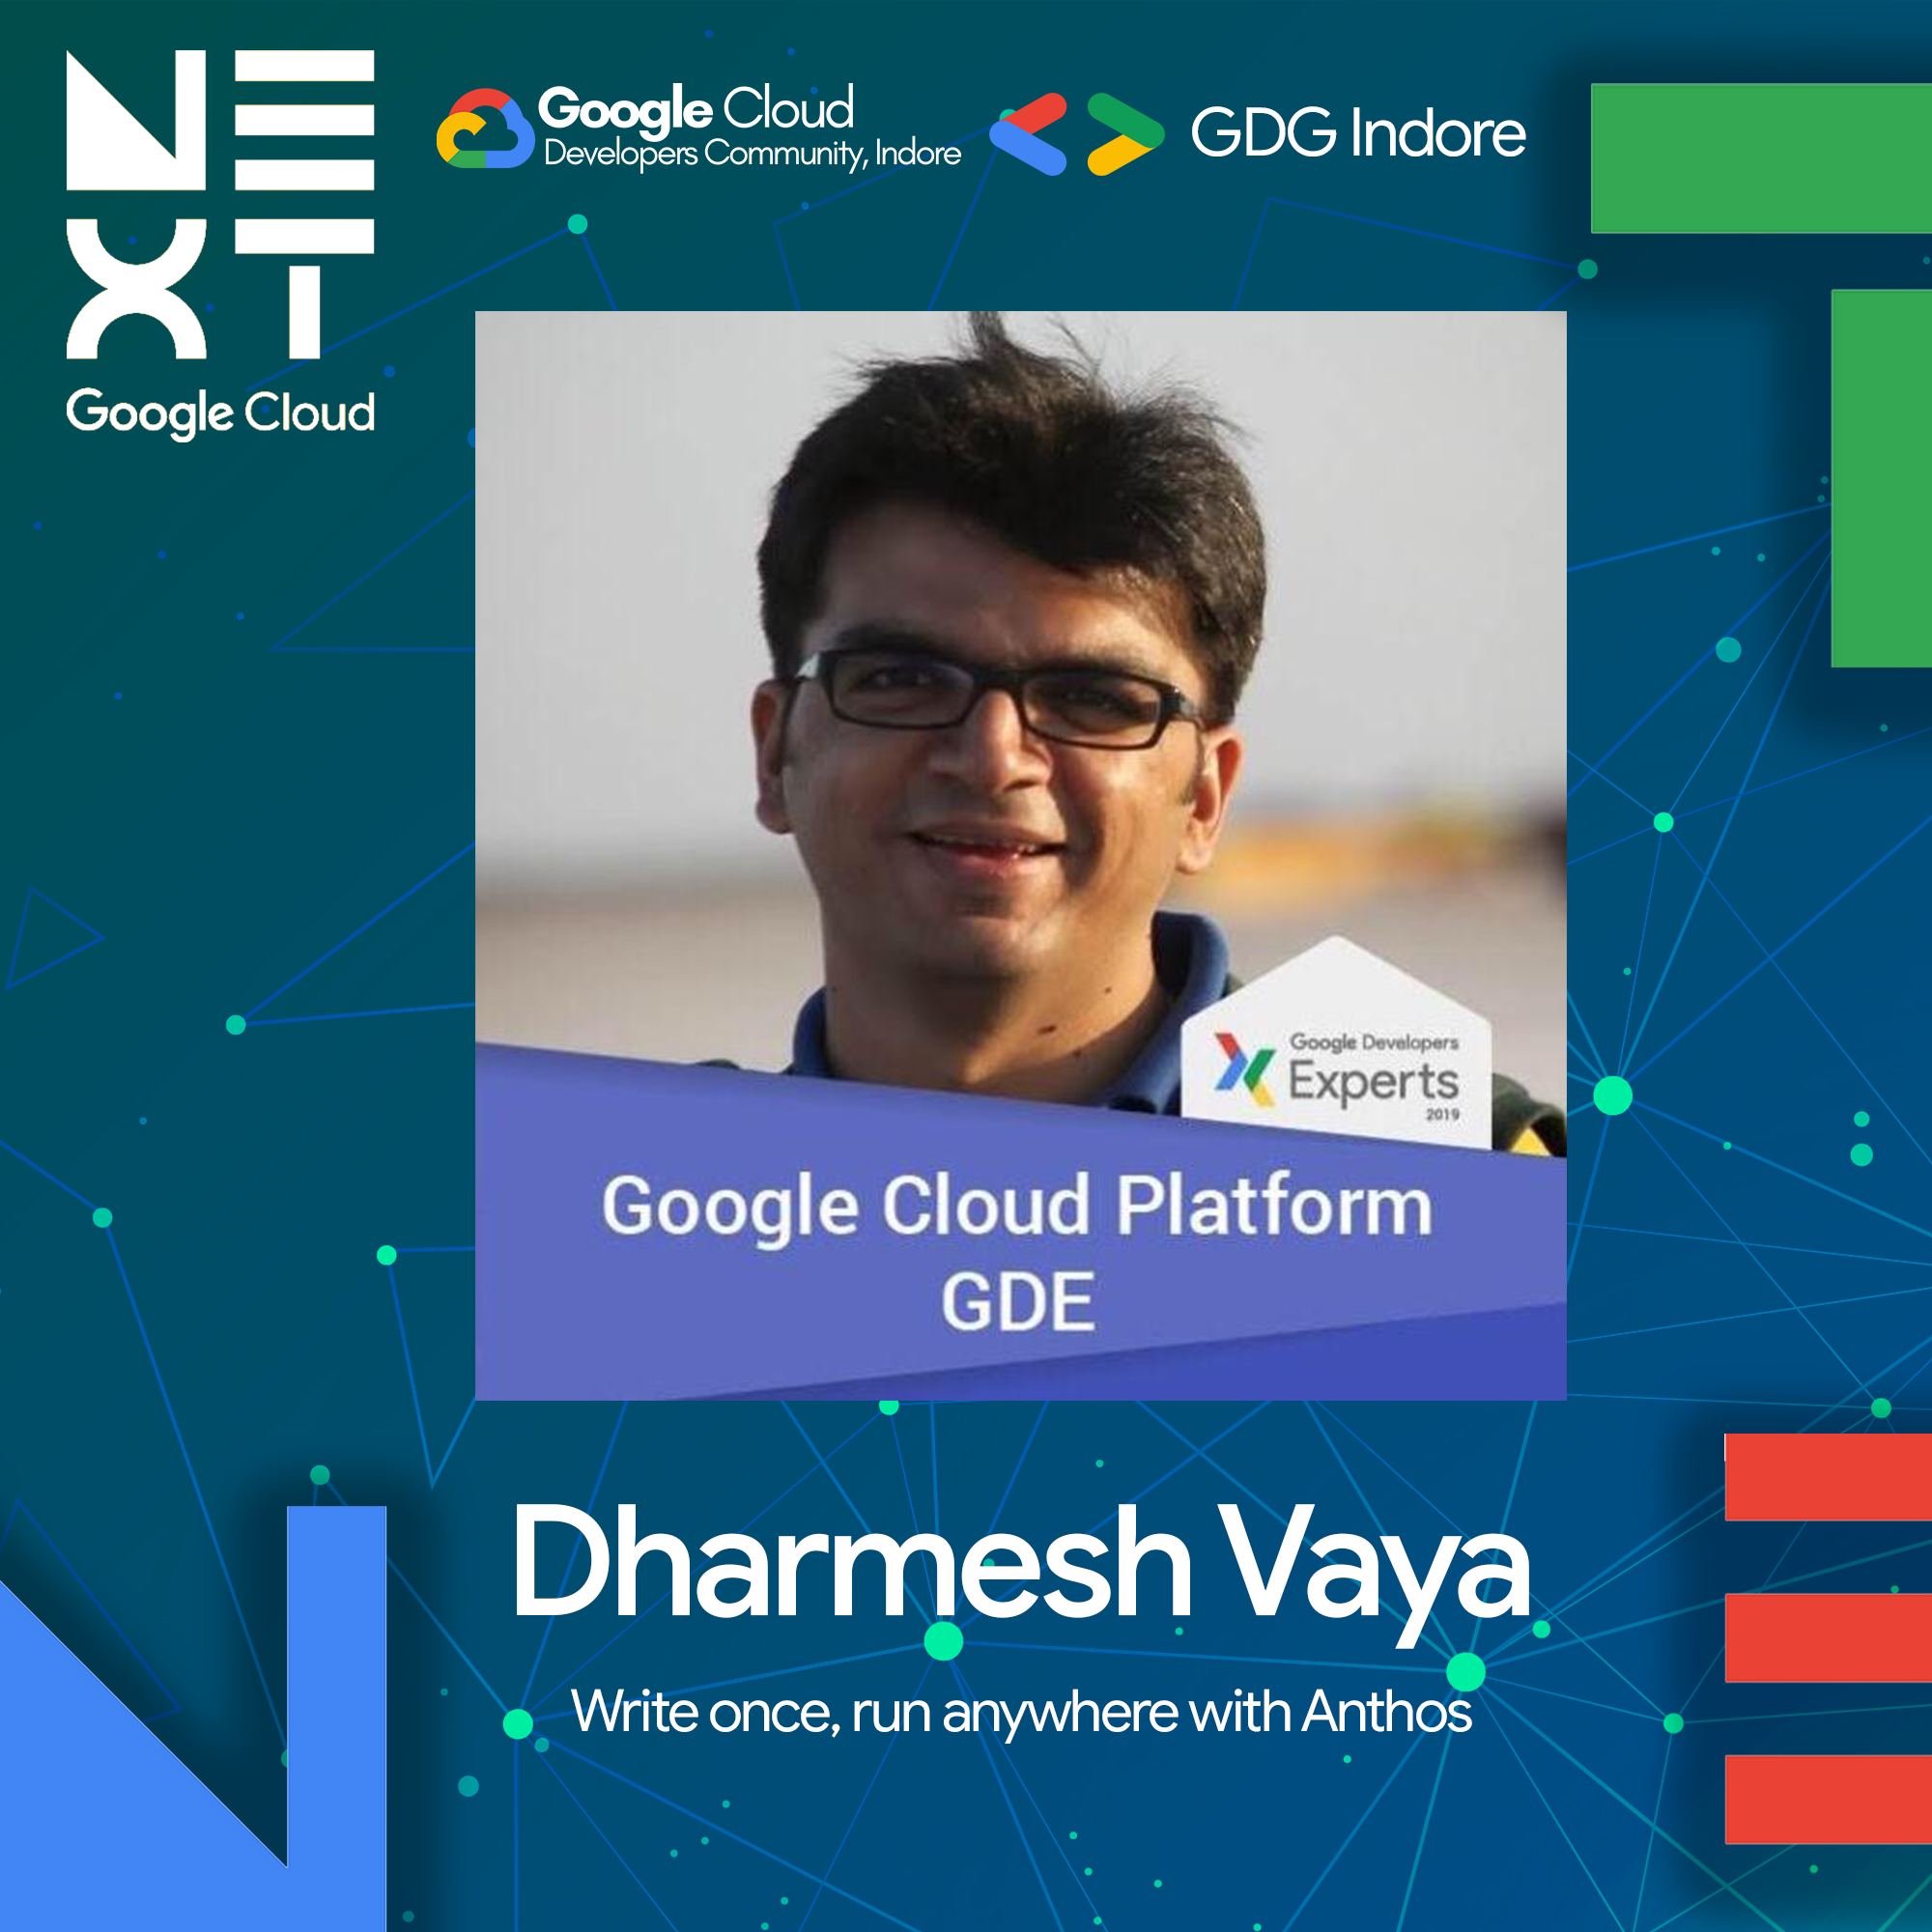 NEXT
Google Cloud
Google Cloud
Developers Community, Indore
GDG Indore
Google Developers
Experts
2019
Google Cloud Platform
GDE
Dharmesh Vaya
Write once, run anywhere with Anthos